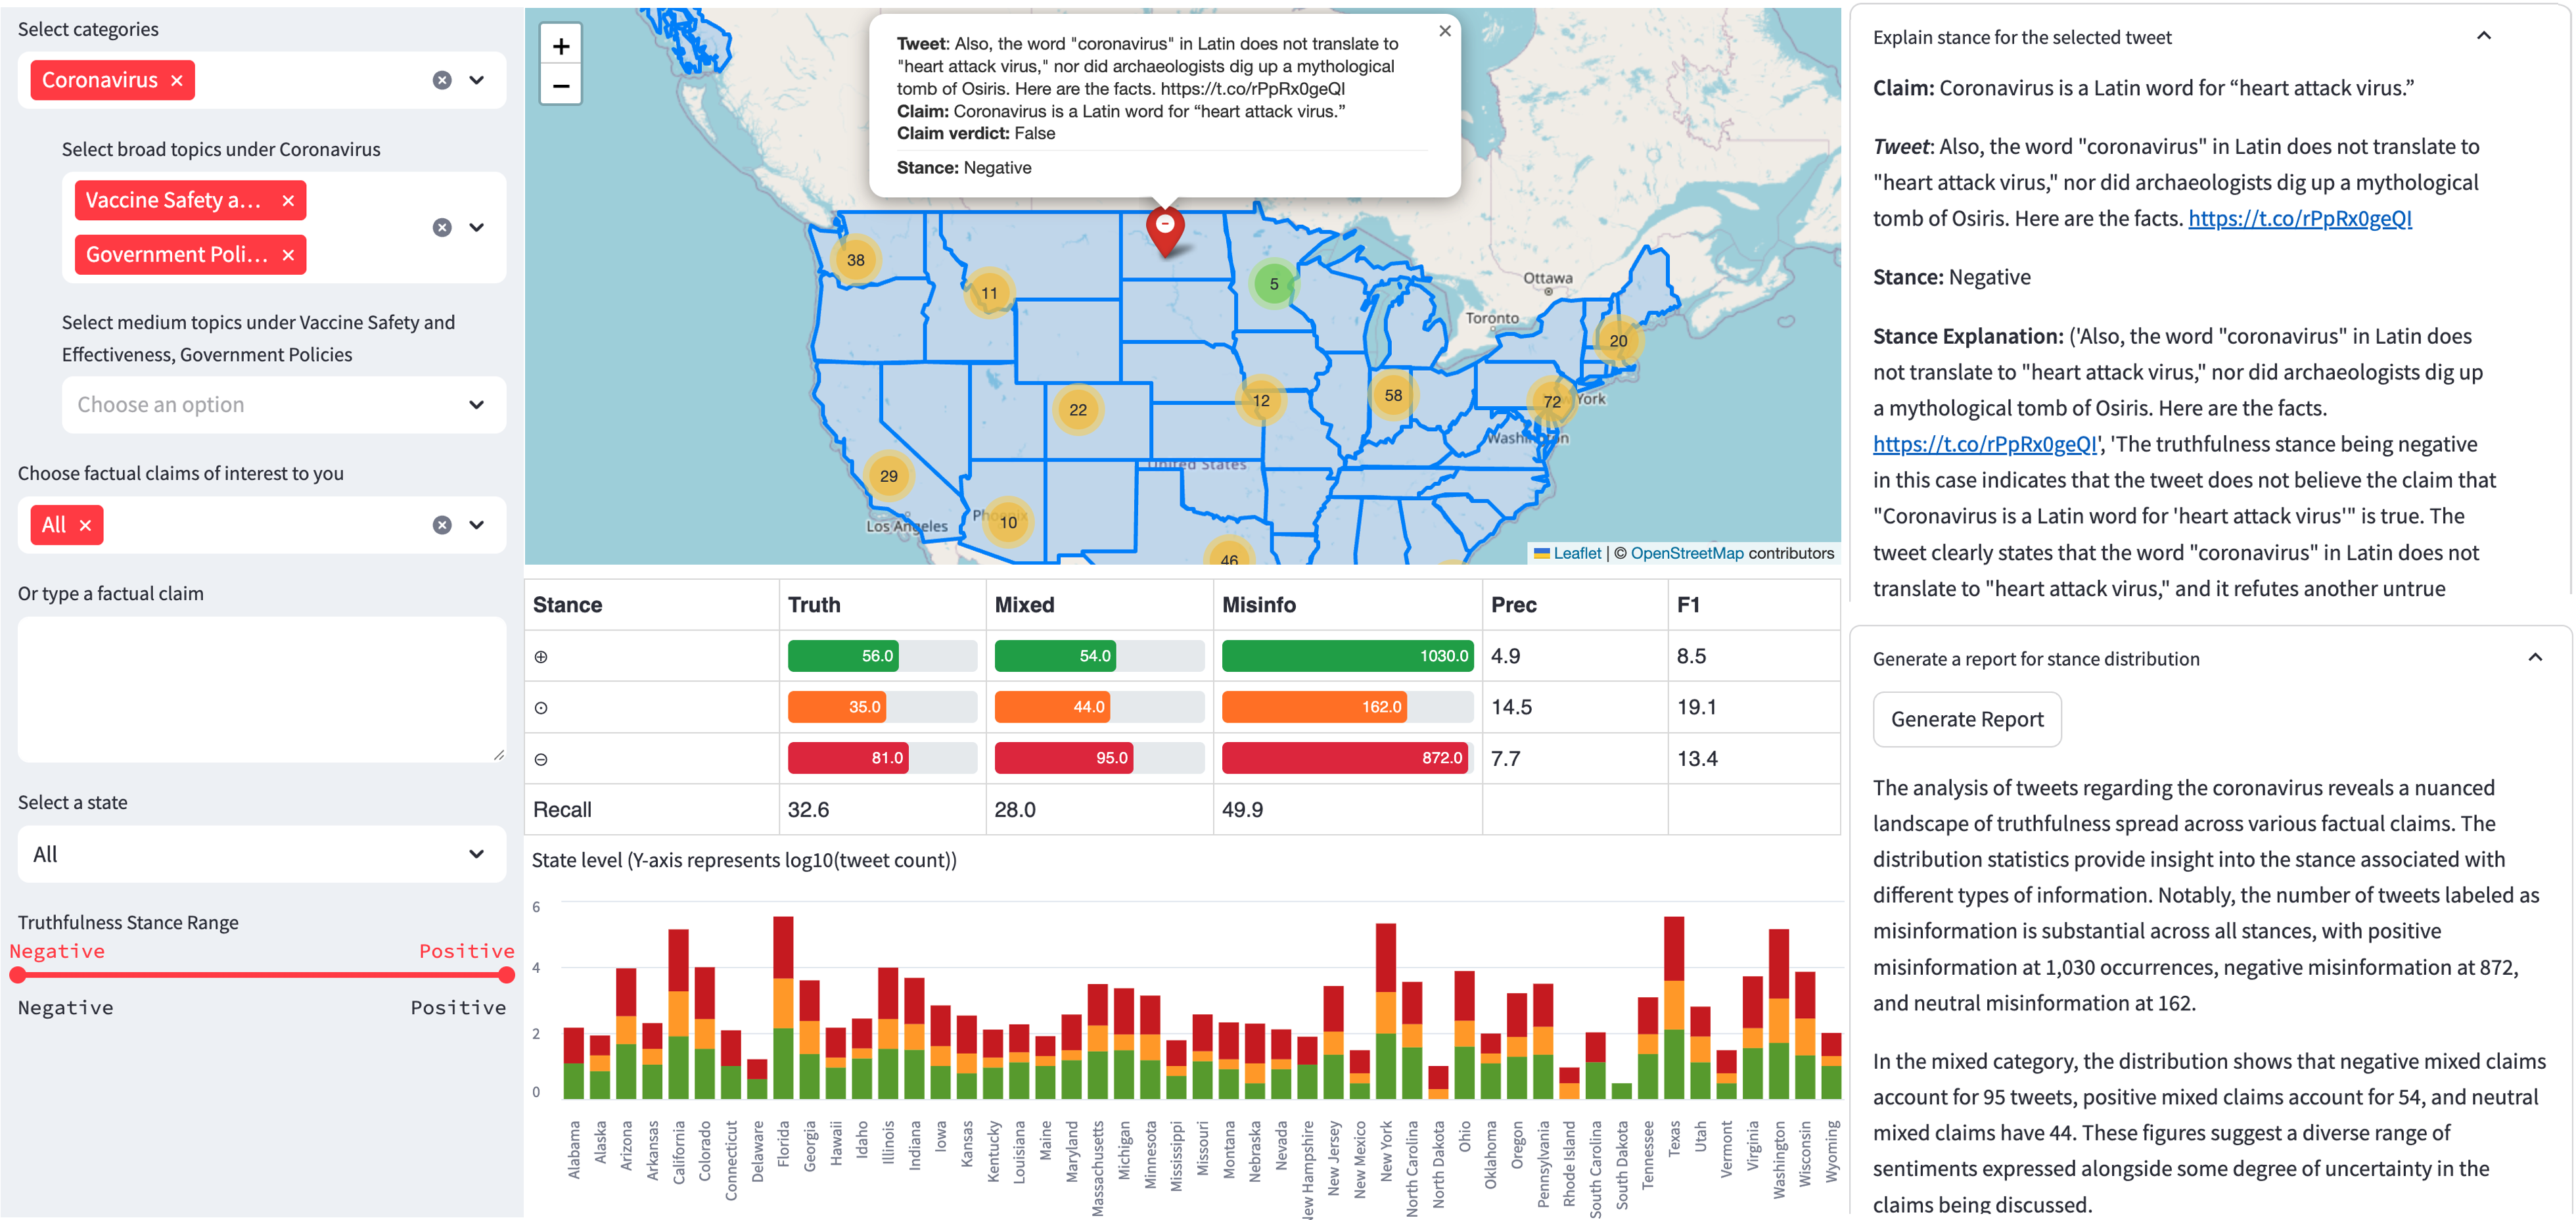 Select categories
Coronavirus ×
Select broad topics under Coronavirus
Vaccine Safety a... ×
Government Poli... ×
Select medium topics under Vaccine Safety and
Effectiveness, Government Policies
Choose an option
Choose factual claims of interest to you
All ×
Or type a factual claim
Select a state
All
Truthfulness Stance Range
Negative Positive
Negative Positive
+
−
×
Tweet: Also, the word "coronavirus" in Latin does not translate to
"heart attack virus," nor did archaeologists dig up a mythological
tomb of Osiris. Here are the facts. https://t.co/rPpRx0geQI
Claim: Coronavirus is a Latin word for “heart attack virus.”
Claim verdict: False
Stance: Negative
38
11
5
Ottawa
Toronto
20
22
12
58
72
York
Washington
United States
29
Los Angeles
Phoenix
10
46
Leaflet | © OpenStreetMap contributors
Stance Truth Mixed Misinfo Prec F1
⊕ 56.0 54.0 1030.0 4.9 8.5
⊙ 35.0 44.0 162.0 14.5 19.1
⊖ 81.0 95.0 872.0 7.7 13.4
Recall 32.6 28.0 49.9
State level (Y-axis represents log10(tweet count))
6
4
2
0
Alabama
Alaska
Arizona
Arkansas
California
Colorado
Connecticut
Delaware
Florida
Georgia
Hawaii
Idaho
Illinois
Indiana
Iowa
Kansas
Kentucky
Louisiana
Maine
Maryland
Massachusetts
Michigan
Minnesota
Mississippi
Missouri
Montana
Nebraska
Nevada
New Hampshire
New Jersey
New Mexico
New York
North Carolina
North Dakota
Ohio
Oklahoma
Oregon
Pennsylvania
Rhode Island
South Carolina
South Dakota
Tennessee
Texas
Utah
Vermont
Virginia
Washington
Wisconsin
Wyoming
Explain stance for the selected tweet
Claim: Coronavirus is a Latin word for “heart attack virus.”
Tweet: Also, the word "coronavirus" in Latin does not translate to
"heart attack virus," nor did archaeologists dig up a mythological
tomb of Osiris. Here are the facts. https://t.co/rPpRx0geQI
Stance: Negative
Stance Explanation: ('Also, the word "coronavirus" in Latin does
not translate to "heart attack virus," nor did archaeologists dig up
a mythological tomb of Osiris. Here are the facts.
https://t.co/rPpRx0geQI', 'The truthfulness stance being negative
in this case indicates that the tweet does not believe the claim that
"Coronavirus is a Latin word for 'heart attack virus'" is true. The
tweet clearly states that the word "coronavirus" in Latin does not
translate to "heart attack virus," and it refutes another untrue
Generate a report for stance distribution
Generate Report
The analysis of tweets regarding the coronavirus reveals a nuanced
landscape of truthfulness spread across various factual claims. The
distribution statistics provide insight into the stance associated with
different types of information. Notably, the number of tweets labeled as
misinformation is substantial across all stances, with positive
misinformation at 1,030 occurrences, negative misinformation at 872,
and neutral misinformation at 162.
In the mixed category, the distribution shows that negative mixed claims
account for 95 tweets, positive mixed claims account for 54, and neutral
mixed claims have 44. These figures suggest a diverse range of
sentiments expressed alongside some degree of uncertainty in the
claims being discussed.